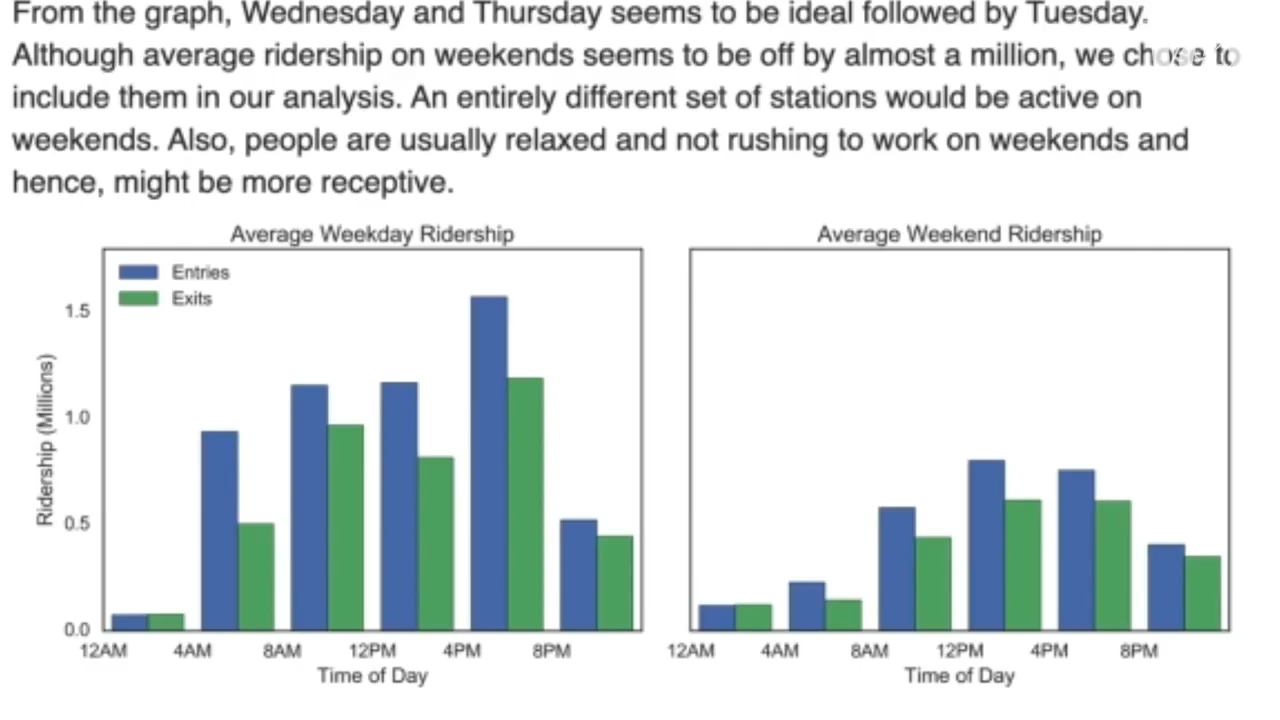 From the graph, Wednesday and Thursday seems to be ideal followed by Tuesday.
Although average ridership on weekends seems to be off by almost a million, we chose to
include them in our analysis. An entirely different set of stations would be active on
weekends. Also, people are usually relaxed and not rushing to work on weekends and
hence, might be more receptive.
Average Weekday Ridership
Entries
Exits
Ridership (Millions)
1.5
1.0
0.5
0.0
12AM 4AM 8AM 12PM 4PM 8PM
Time of Day
Average Weekend Ridership
12AM 4AM 8AM 12PM 4PM 8PM
Time of Day